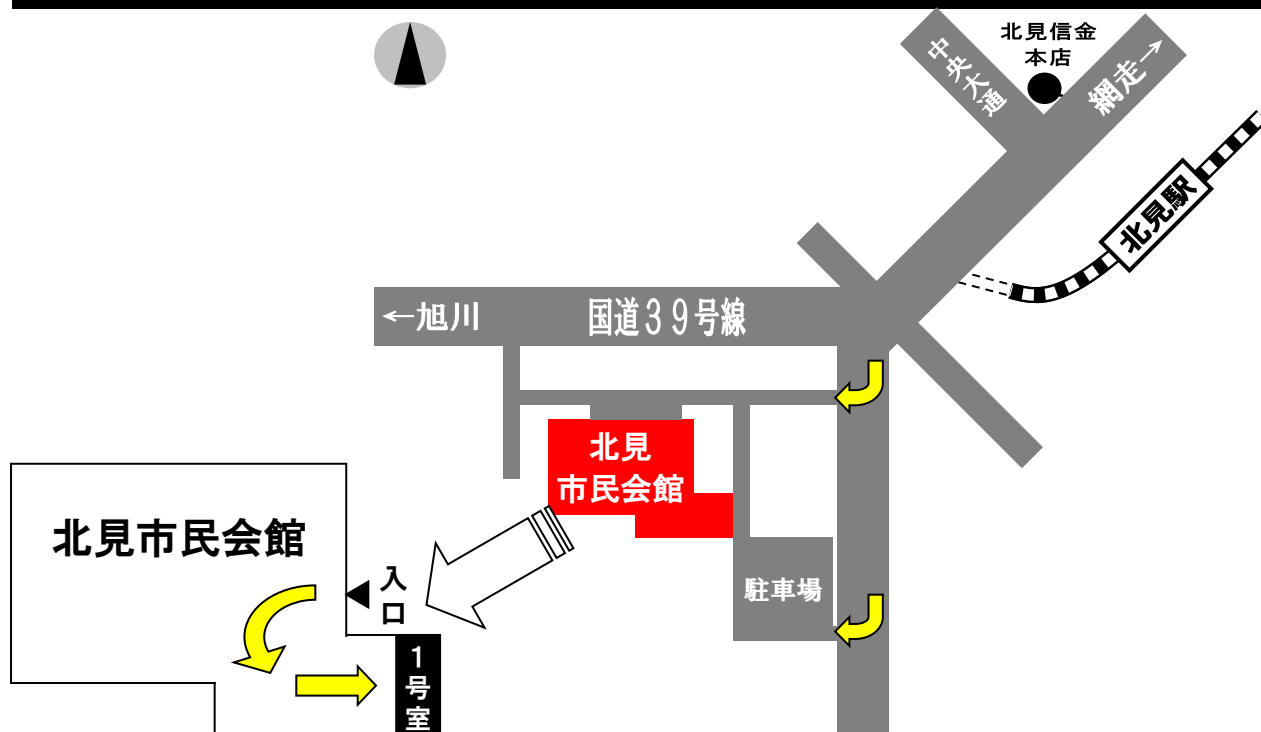 北見信金
本店
中央大通
網走→
北見駅
←旭川
国道３９号線
北見
市民会館
北見市民会館
入口
駐車場
１号室